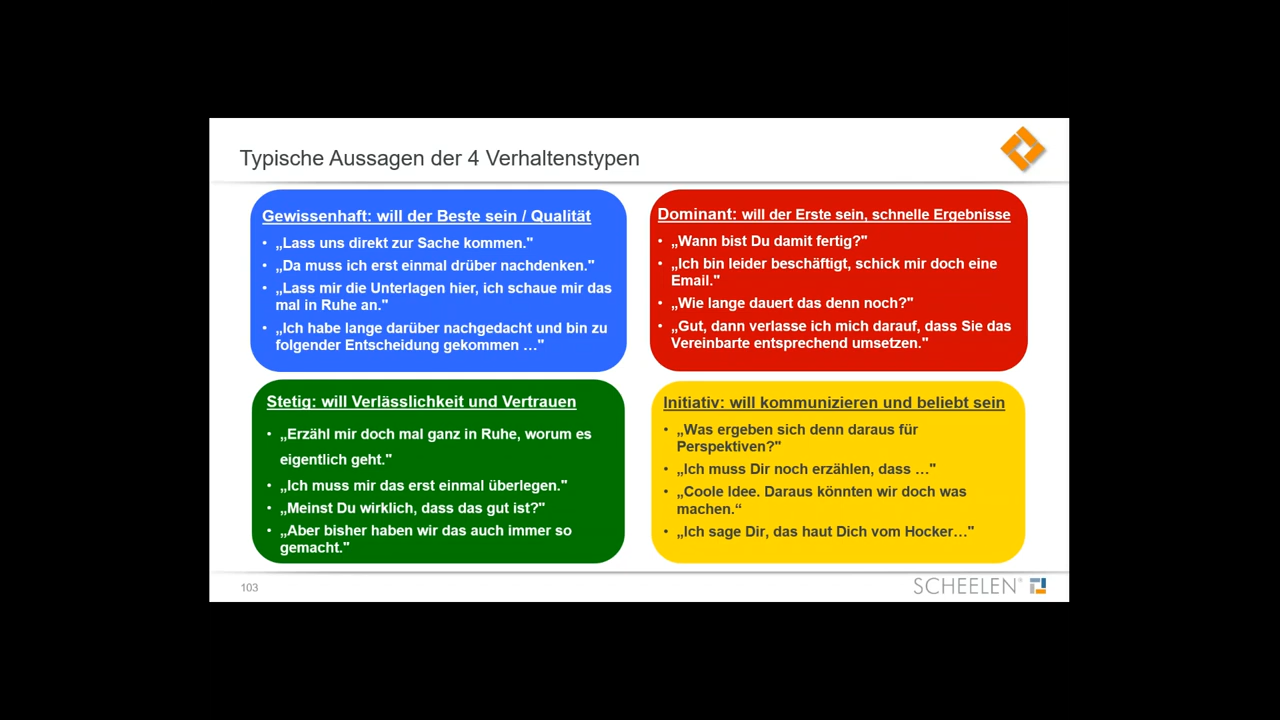 Typische Aussagen der 4 Verhaltenstypen
Gewissenhaft: will der Beste sein / Qualität
• „Lass uns direkt zur Sache kommen."
• „Da muss ich erst einmal drüber nachdenken."
• „Lass mir die Unterlagen hier, ich schaue mir das
mal in Ruhe an."
• „Ich habe lange darüber nachgedacht und bin zu
folgender Entscheidung gekommen …"
Dominant: will der Erste sein, schnelle Ergebnisse
• „Wann bist Du damit fertig?"
• „Ich bin leider beschäftigt, schick mir doch eine
Email."
• „Wie lange dauert das denn noch?"
• „Gut, dann verlasse ich mich darauf, dass Sie das
Vereinbarte entsprechend umsetzen."
Stetig: will Verlässlichkeit und Vertrauen
• „Erzähl mir doch mal ganz in Ruhe, worum es
eigentlich geht."
• „Ich muss mir das erst einmal überlegen."
• „Meinst Du wirklich, dass das gut ist?"
• „Aber bisher haben wir das auch immer so
gemacht."
Initiativ: will kommunizieren und beliebt sein
• „Was ergeben sich denn daraus für
Perspektiven?"
• „Ich muss Dir noch erzählen, dass …"
• „Coole Idee. Daraus könnten wir doch was
machen.“
• „Ich sage Dir, das haut Dich vom Hocker…"
103
SCHEELEN®